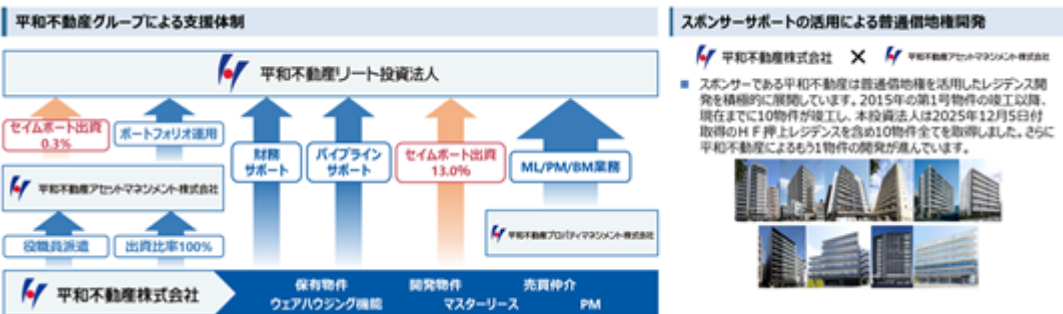 平和不動産グループによる支援体制
平和不動産リート投資法人
セイムボート出資
0.3%
ポートフォリオ運用
財務
サポート
パイプライン
サポート
セイムボート出資
13.0%
ML/PM/BM業務
平和不動産アセットマネジメント株式会社
平和不動産プロパティマネジメント株式会社
役職員派遣
出資比率100%
平和不動産株式会社
保有物件 開発物件 売買仲介
ウェアハウジング機能 マスターリース PM
スポンサーサポートの活用による普通借地権開発
平和不動産株式会社 × 平和不動産アセットマネジメント株式会社
■ スポンサーである平和不動産は普通借地権を活用したレジデンス開
発を積極的に展開しています。2015年の第1号物件の竣工以降、
現在までに10物件が竣工し、本投資法人は2025年12月5日付
取得のHF押上レジデンスを含め10物件全てを取得しました。さらに
平和不動産によるもう1物件の開発が進んでいます。